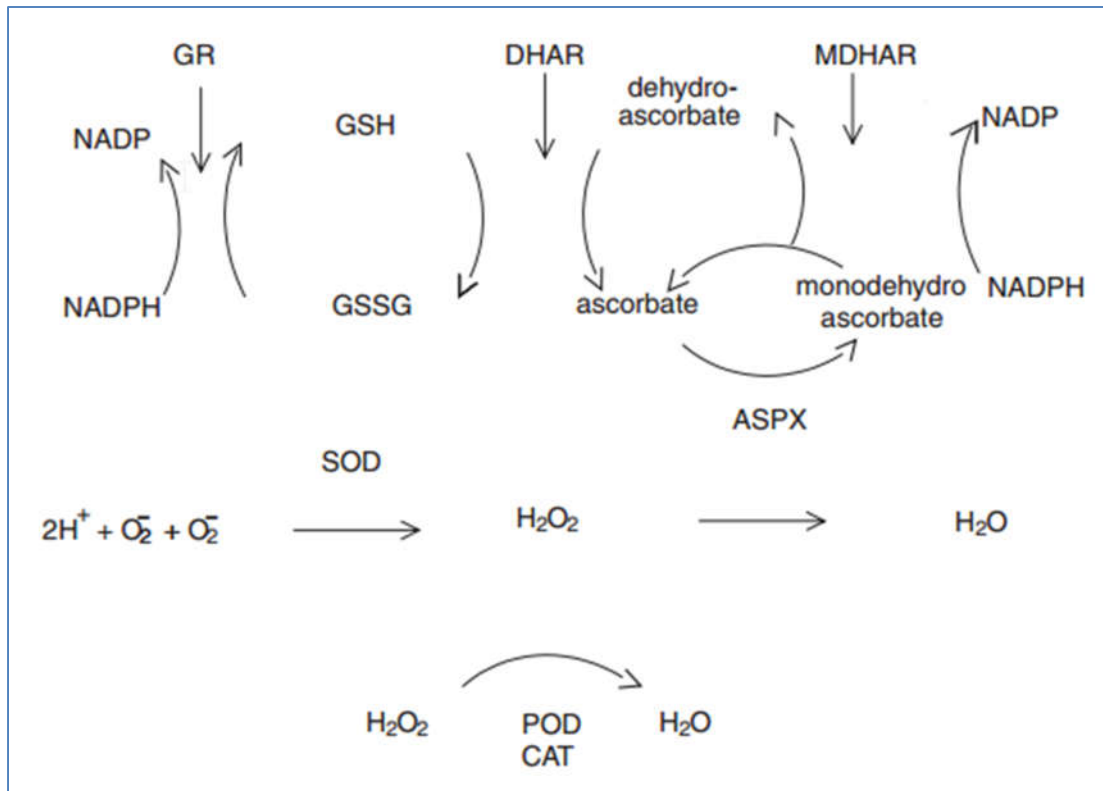 GR
DHAR
MDHAR
NADP
GSH
dehydro-
ascorbate
NADP
NADPH
GSSG
ascorbate
monodehydro
ascorbate
NADPH
ASPX
SOD
2H⁺ + O₂⁻ + O₂⁻
H₂O₂
H₂O
H₂O₂
POD
CAT
H₂O